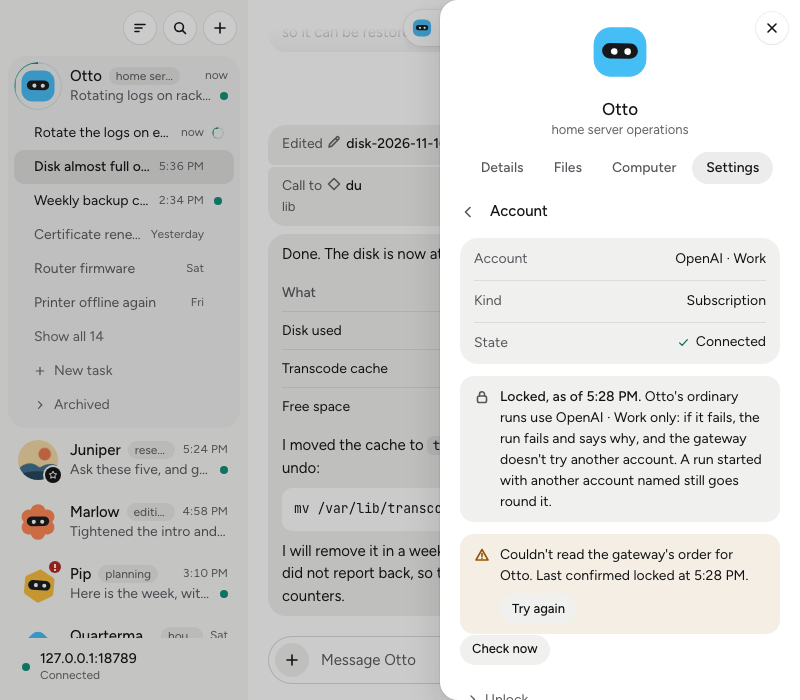 Otto
home ser...
now
Rotating logs on rack...
Rotate the logs on e...
now
Disk almost full o...
5:36 PM
Weekly backup c...
2:34 PM
Certificate rene...
Yesterday
Router firmware
Sat
Printer offline again
Fri
Show all 14
New task
Archived
Juniper
rese...
5:24 PM
Ask these five, and g...
Marlow
editi...
4:58 PM
Tightened the intro and...
Pip
planning
3:10 PM
Here is the week, wit...
Quarterma
hou...
Sat
127.0.0.1:18789
Connected
so it can be restor
Edited
disk-2026-11-1
Call to
du
lib
Done. The disk is now at
What
Disk used
Transcode cache
Free space
I moved the cache to
undo:
mv /var/lib/transco
I will remove it in a week
did not report back, so t
counters.
Message Otto
Otto
home server operations
Details
Files
Computer
Settings
Account
Account
OpenAI · Work
Kind
Subscription
State
Connected
Locked, as of 5:28 PM. Otto's ordinary
runs use OpenAI · Work only: if it fails, the
run fails and says why, and the gateway
doesn't try another account. A run started
with another account named still goes
round it.
Couldn't read the gateway's order for
Otto. Last confirmed locked at 5:28 PM.
Try again
Check now
Unlock